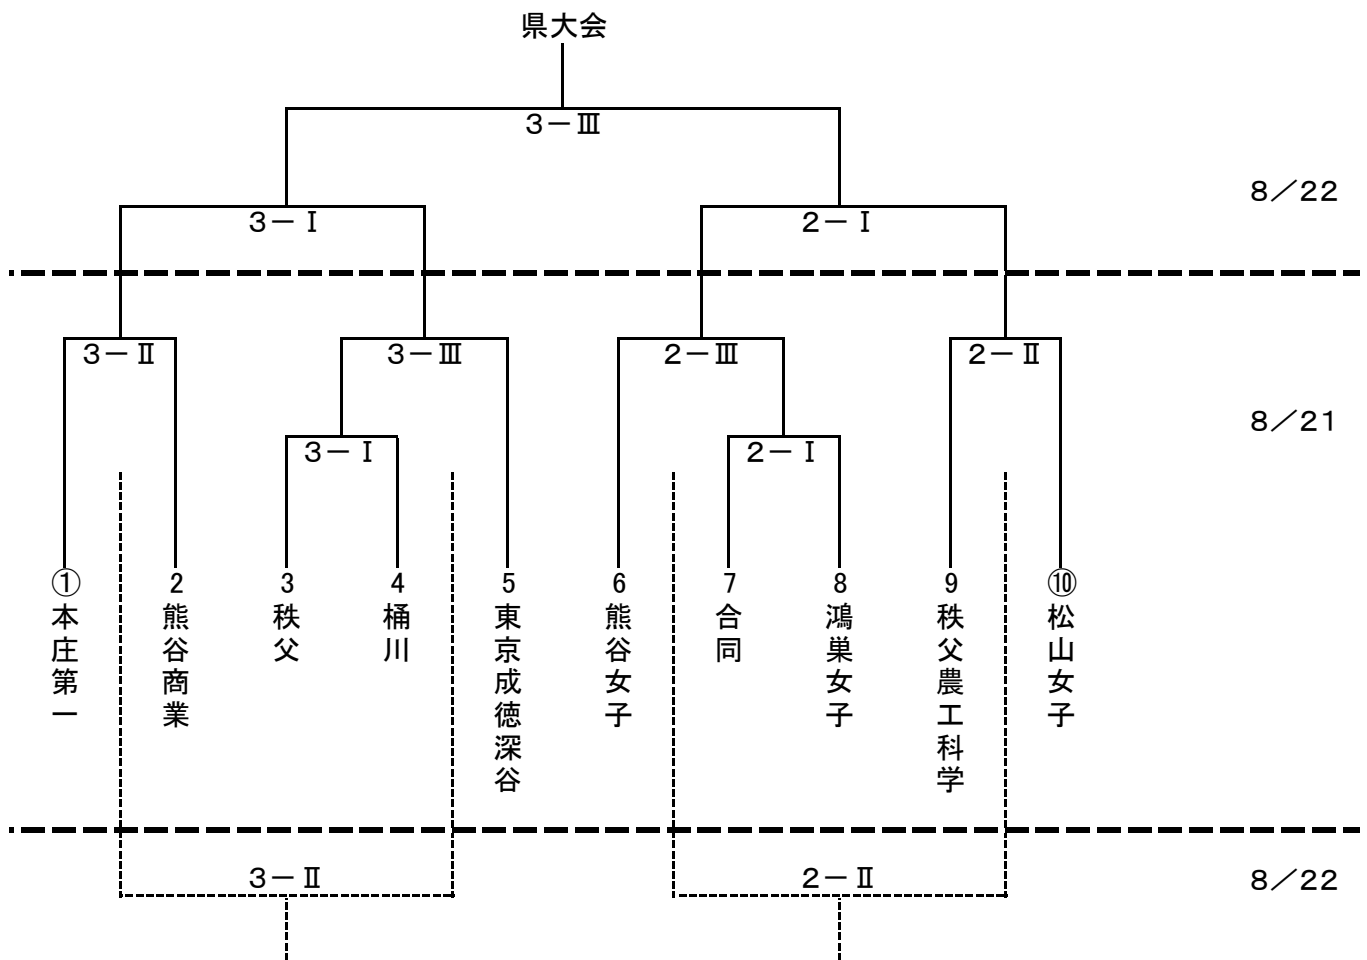 県大会
３－Ⅲ
８／22
３－Ⅰ
２－Ⅰ
３－Ⅱ
３－Ⅲ
２－Ⅲ
２－Ⅱ
８／21
３－Ⅰ
２－Ⅰ
①本庄第一
2熊谷商業
3秩父
4桶川
5東京成徳深谷
6熊谷女子
7合同
8鴻巣女子
9秩父農工科学
⑩松山女子
３－Ⅱ
２－Ⅱ
８／22